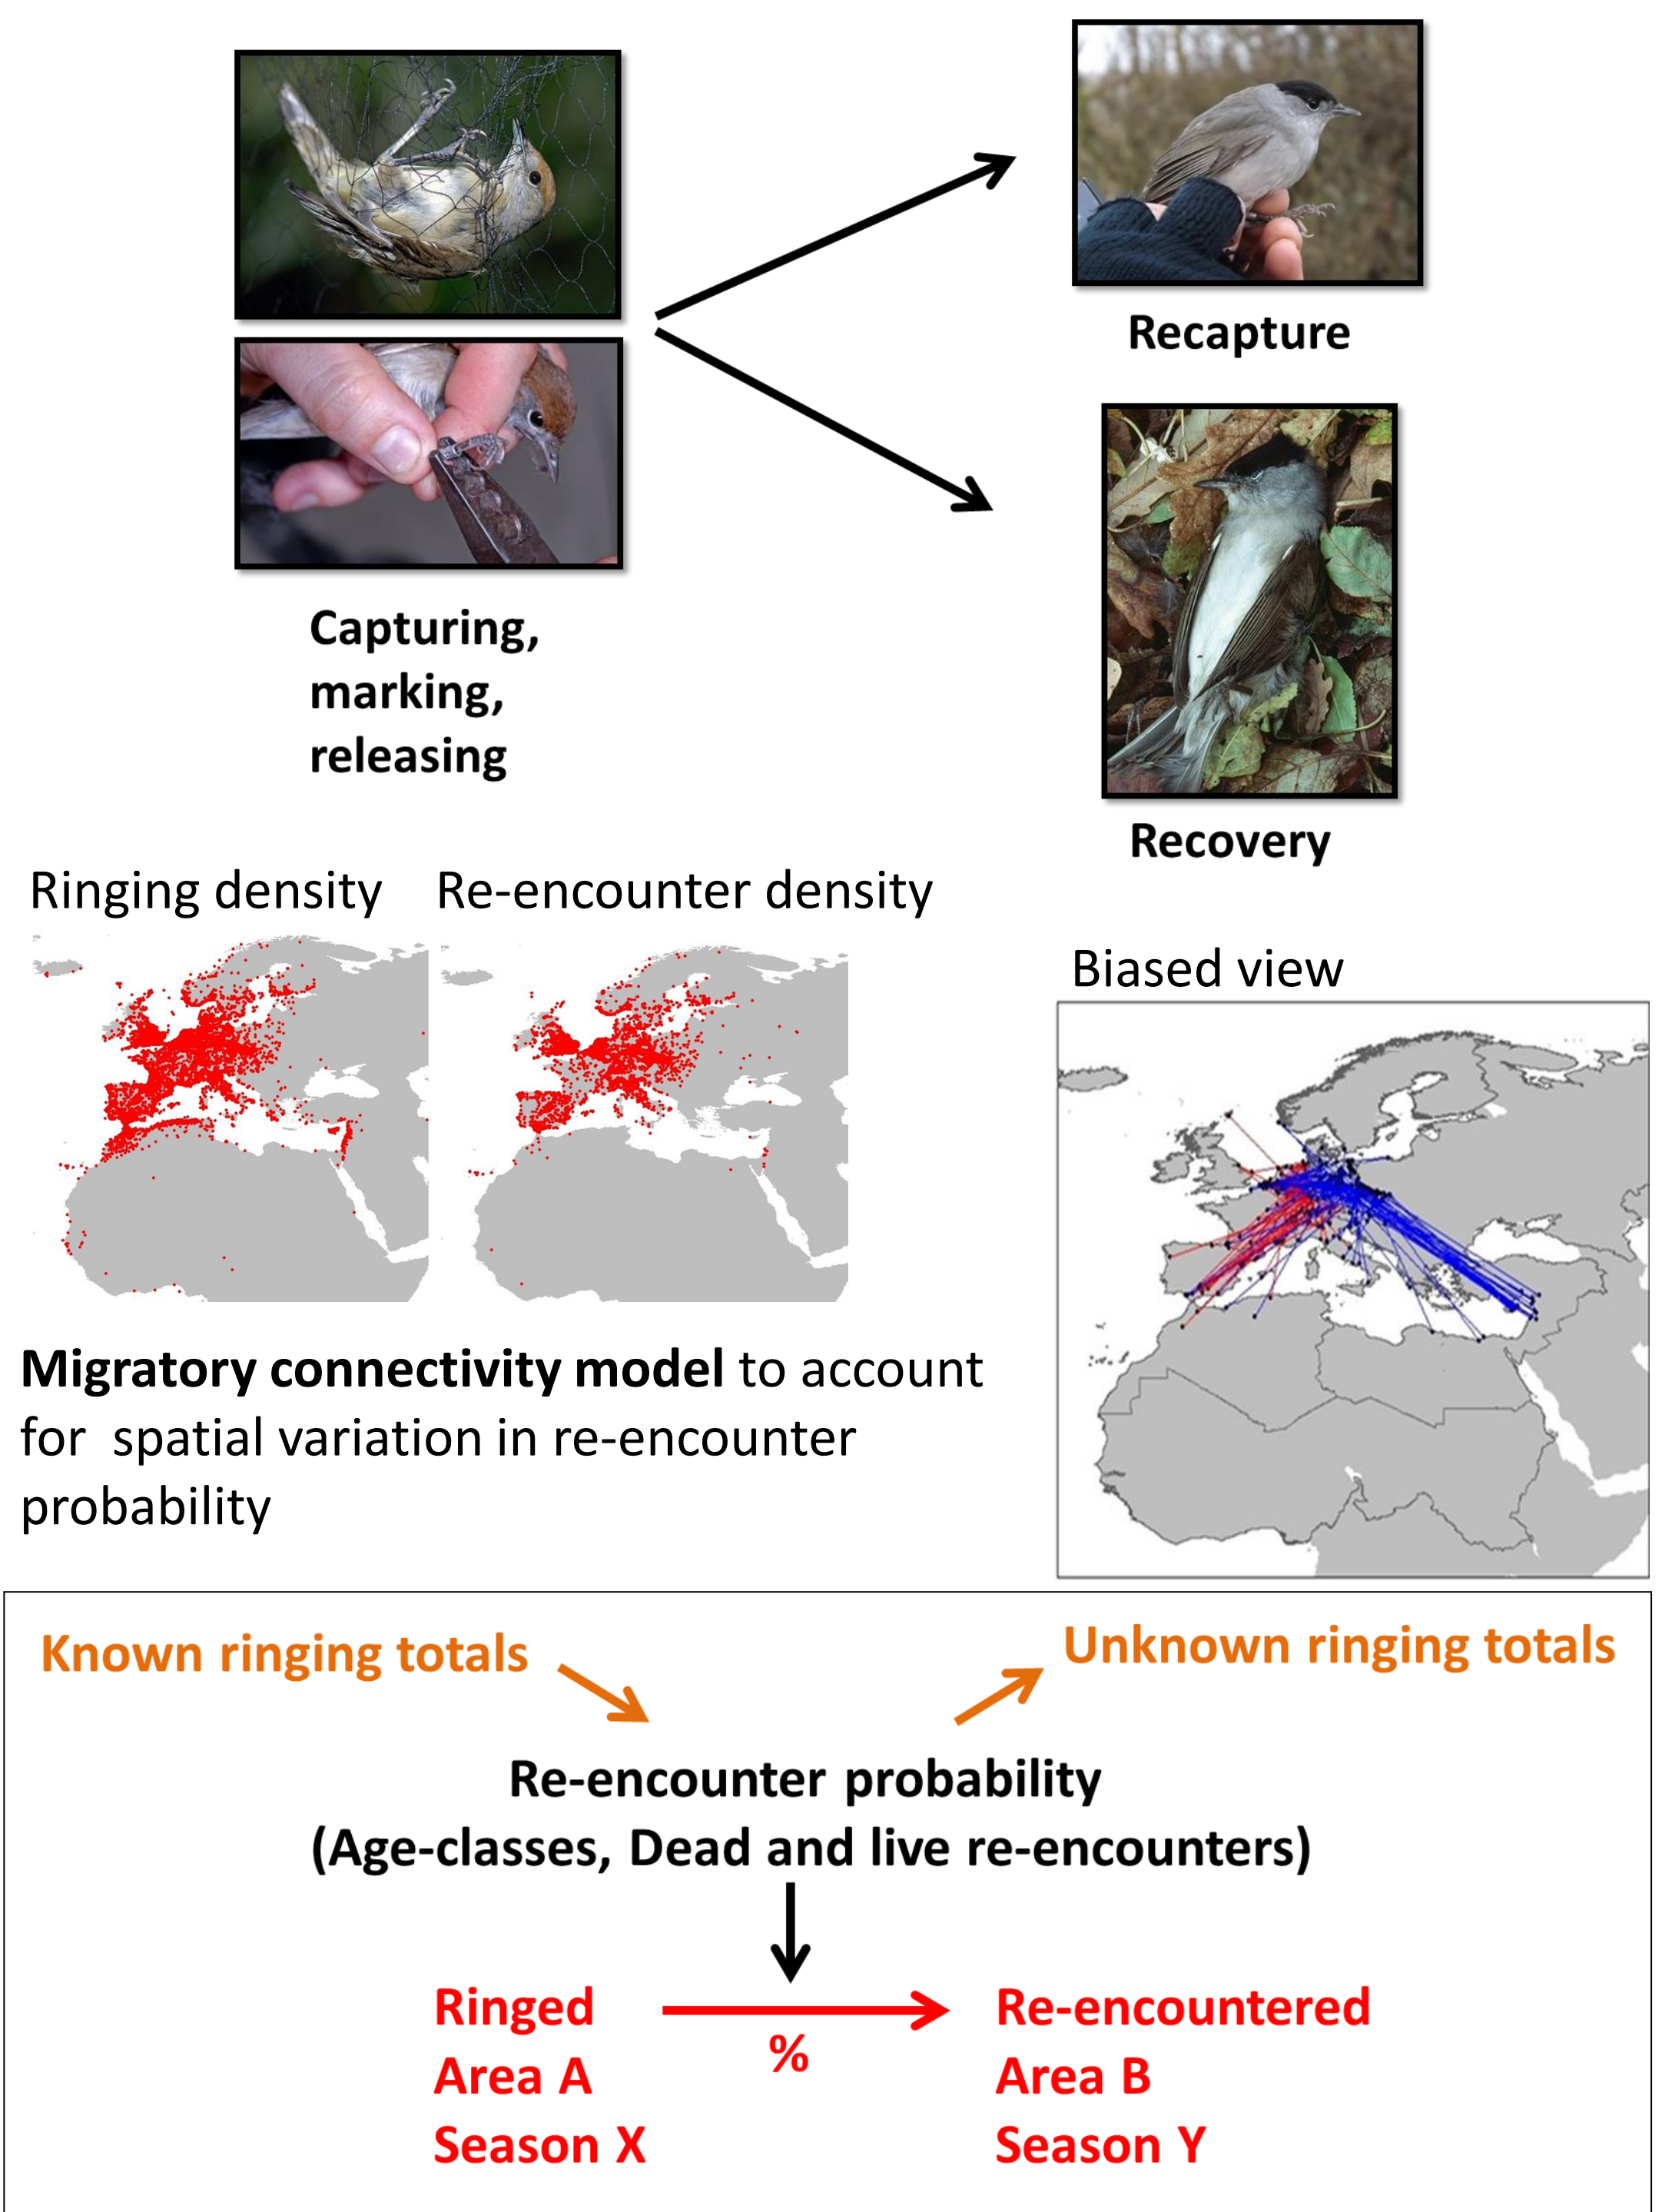 Recapture
Capturing,
marking,
releasing
Recovery
Ringing density
Re-encounter density
Biased view
Migratory connectivity model to account
for spatial variation in re-encounter
probability
Known ringing totals
Unknown ringing totals
Re-encounter probability
(Age-classes, Dead and live re-encounters)
Ringed
Area A
Season X
%
Re-encountered
Area B
Season Y